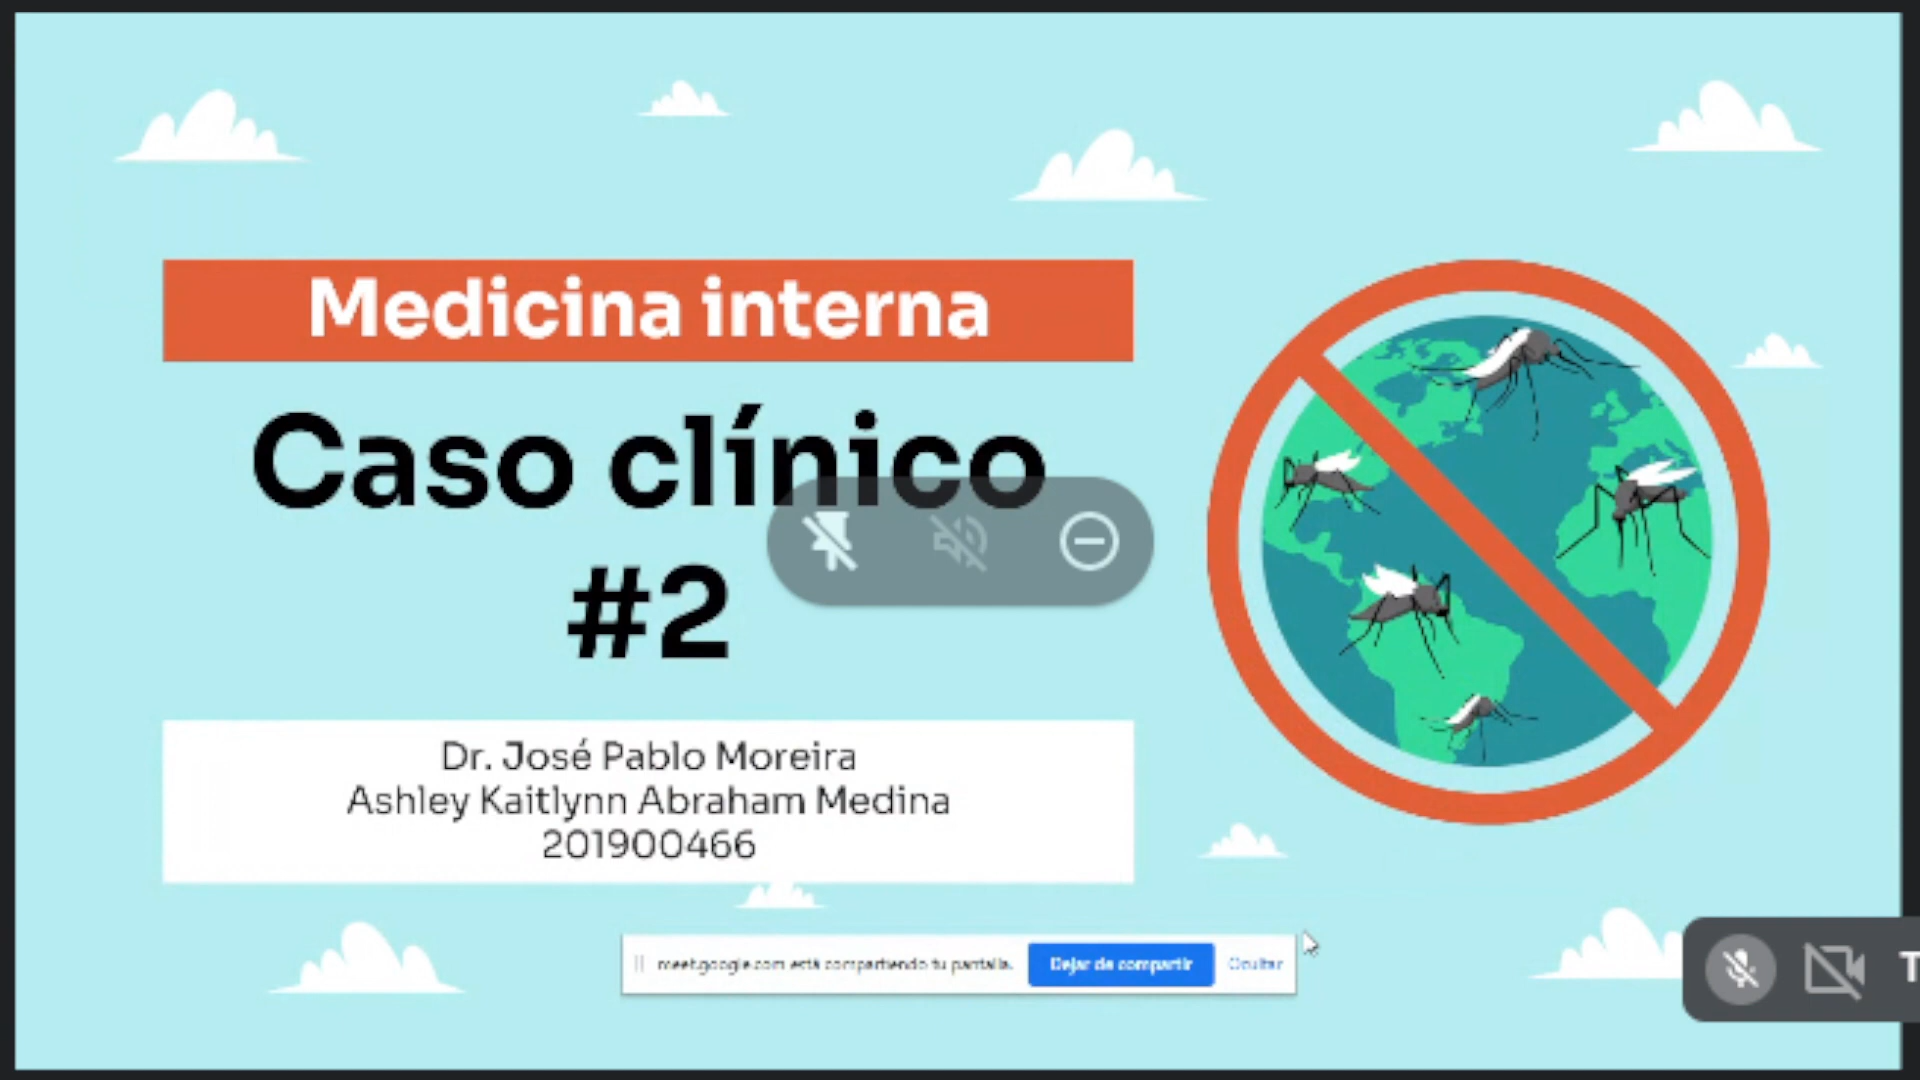 Medicina interna
Caso clínico
#2
Dr. José Pablo Moreira
Ashley Kaitlynn Abraham Medina
201900466
meet.google.com está compartiendo tu pantalla.
Dejar de compartir
Ocultar
T